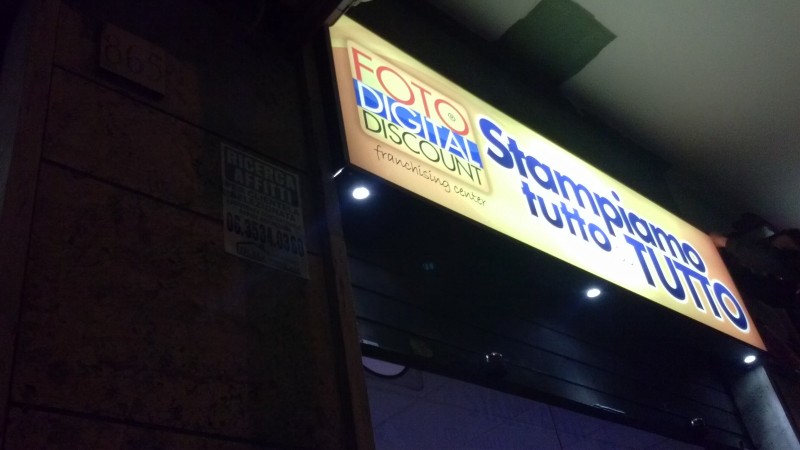 FOTO
DIGITAL
DISCOUNT
franchising center
Stampiamo
tutto TUTTO
RICERCA
AFFITTI